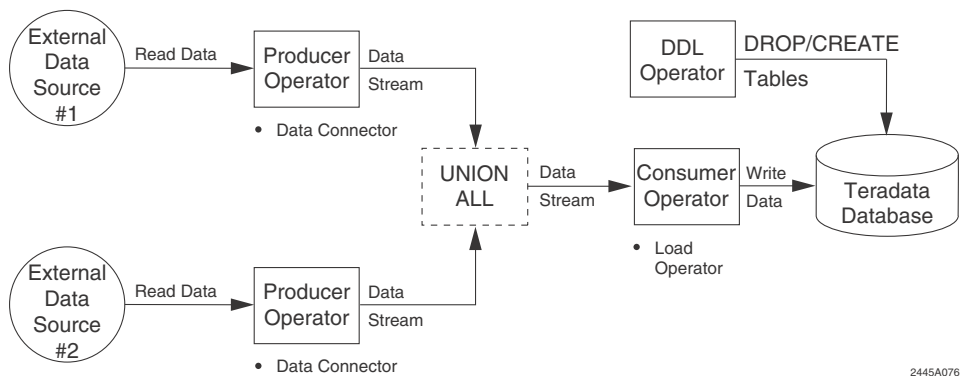 External
Data
Source
#1
Read Data
Producer
Operator
Data
Stream
• Data Connector
DDL
Operator
DROP/CREATE
Tables
UNION
ALL
Data
Stream
Consumer
Operator
Write
Data
Teradata
Database
• Load
Operator
External
Data
Source
#2
Read Data
Producer
Operator
Data
Stream
• Data Connector
2445A076